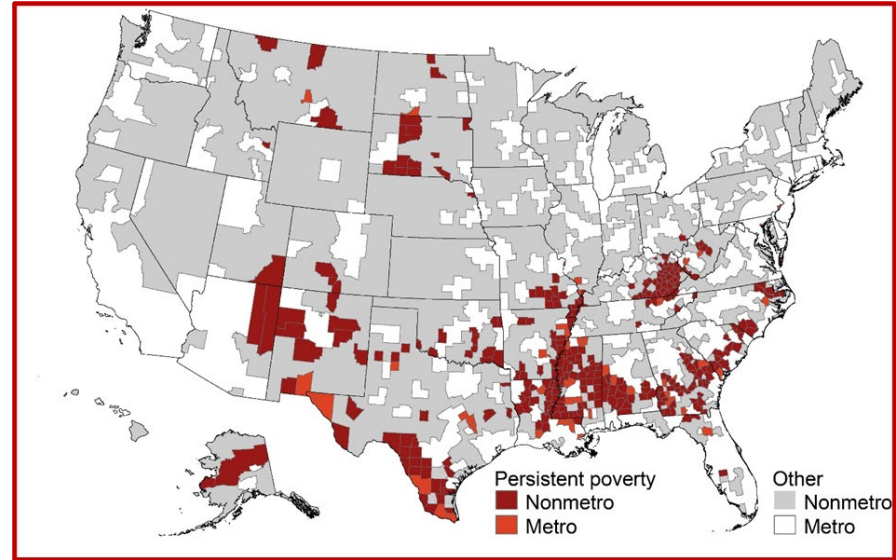 Persistent poverty
Nonmetro
Metro
Other
Nonmetro
Metro